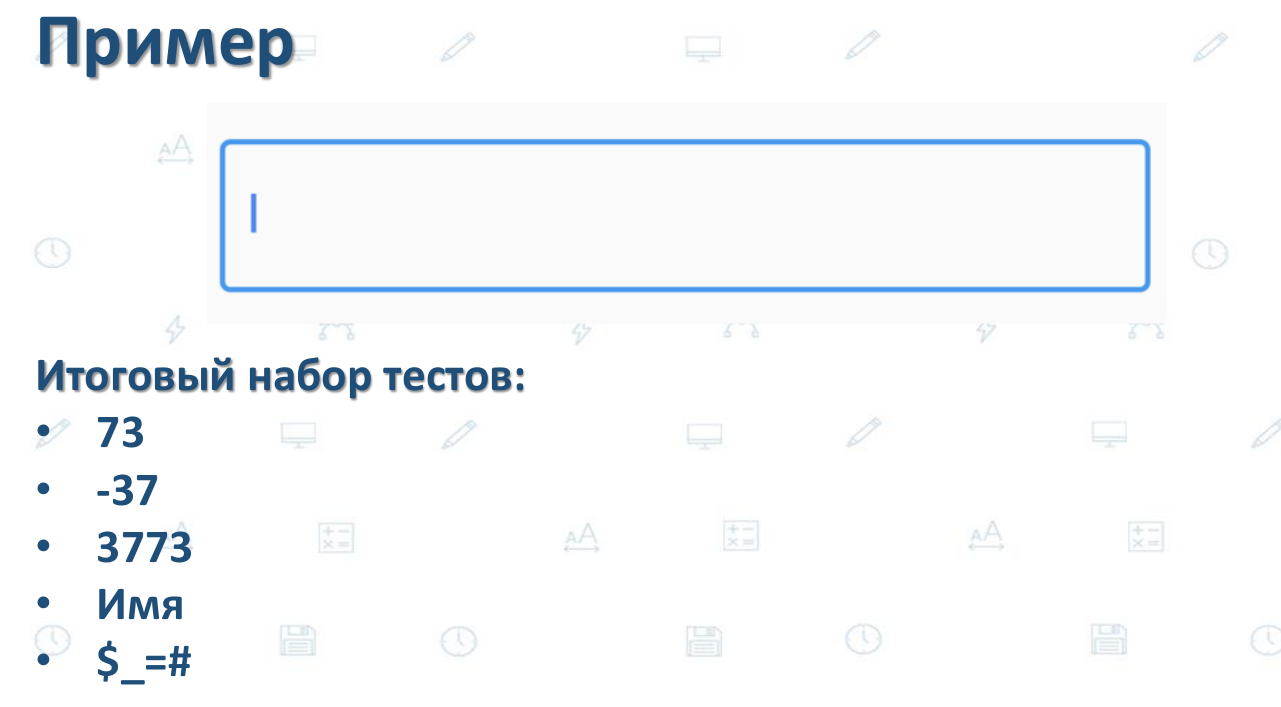 Пример
Итоговый набор тестов:
• 73
• -37
• 3773
• Имя
• $_=#